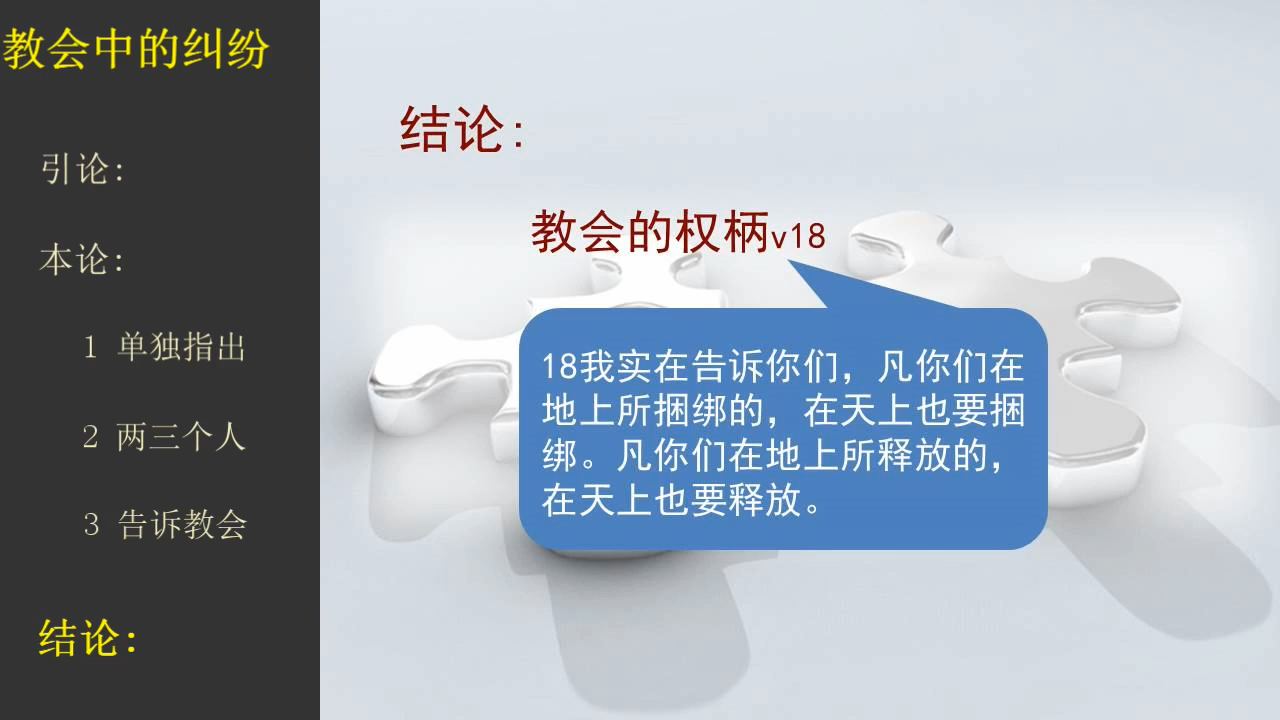 教会中的纠纷
引论:
本论:
1 单独指出
2 两三个人
3 告诉教会
结论:
结论:
教会的权柄v18
18我实在告诉你们，凡你们在
地上所捆绑的，在天上也要捆
绑。凡你们在地上所释放的，
在天上也要释放。